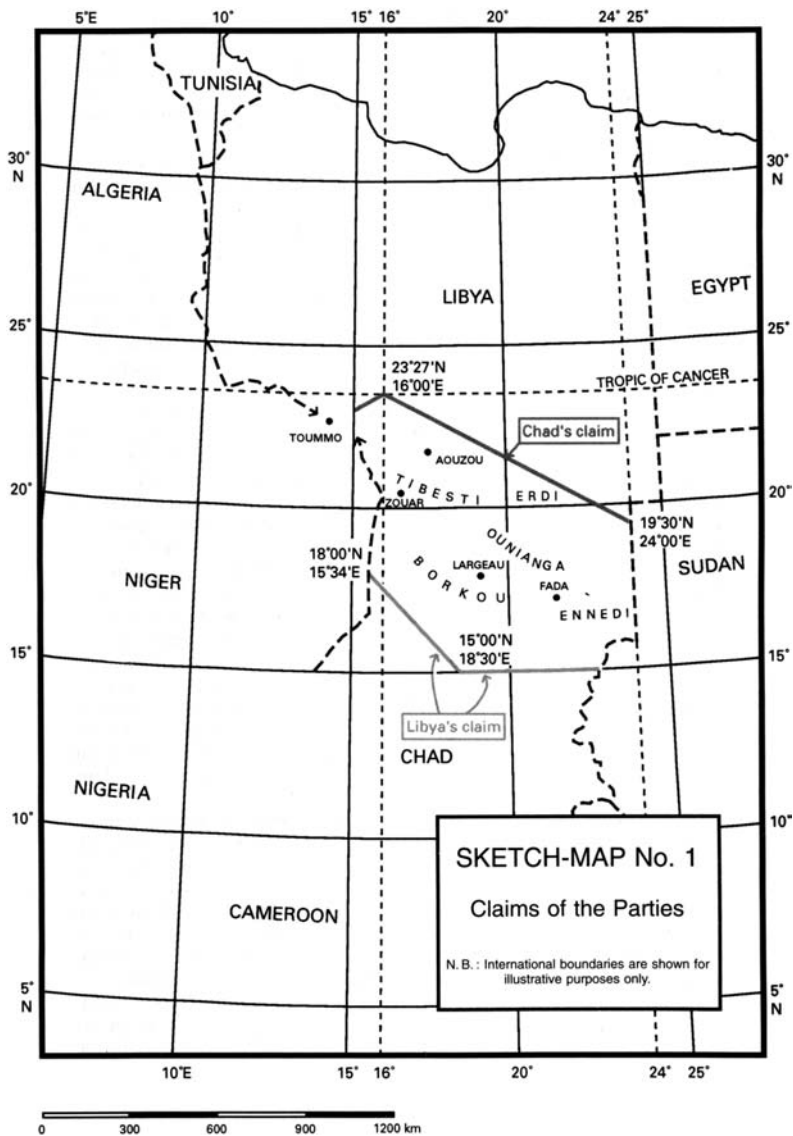 5°E 10° 15° 16° 20° 24° 25°
TUNISIA
30°
N
30°
N
ALGERIA
LIBYA
EGYPT
25°
25°
23°27'N
16°00'E
TROPIC OF CANCER
TOUMMO
Chad's claim
AOUZOU
TIBESTI ERDI
20°
20°
ZOUAR
19°30'N
24°00'E
OUNIANGA
18°00'N
15°34'E
LARGEAU
BORKOU
FADA
SUDAN
NIGER
ENNEDI
15°00'N
18°30'E
15°
15°
Libya's claim
CHAD
NIGERIA
10°
10°
SKETCH-MAP No. 1
Claims of the Parties
N.B.: International boundaries are shown for
illustrative purposes only.
CAMEROON
5°
N
5°
N
10°E 15° 16° 20° 24° 25°
0 300 600 900 1200 km